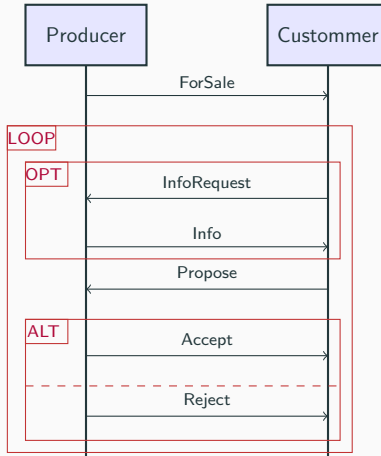 Producer
Custommer
ForSale
LOOP
OPT
InfoRequest
Info
Propose
ALT
Accept
Reject